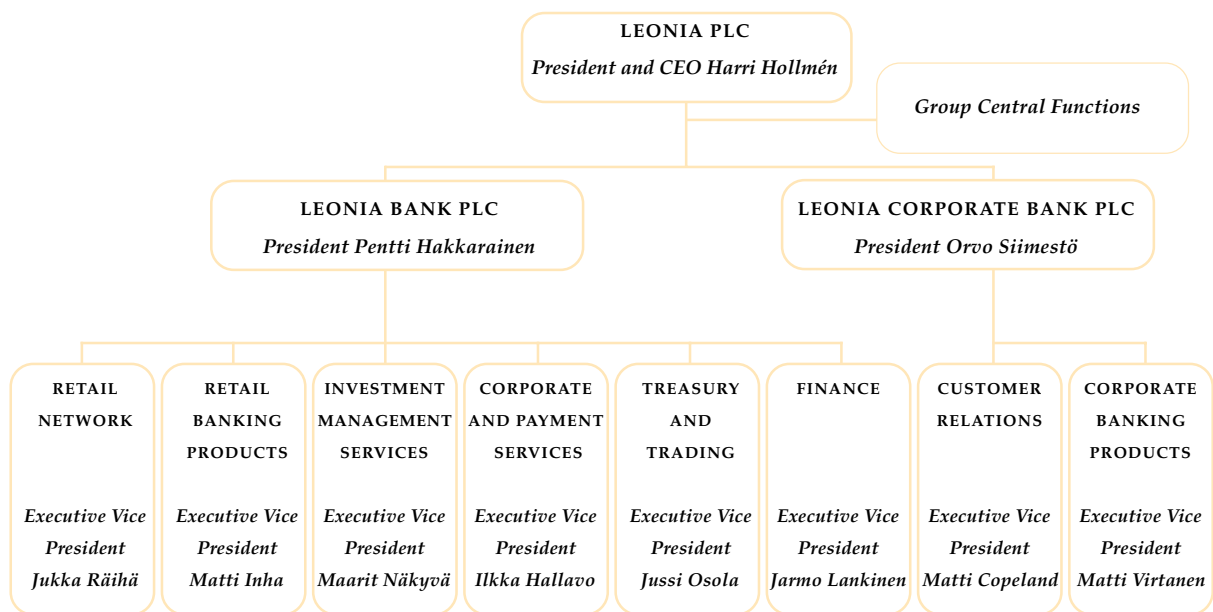 LEONIA PLC
President and CEO Harri Hollmén
Group Central Functions
LEONIA BANK PLC
President Pentti Hakkarainen
LEONIA CORPORATE BANK PLC
President Orvo Siimestö
RETAIL
NETWORK
Executive Vice
President
Jukka Räihä
RETAIL
BANKING
PRODUCTS
Executive Vice
President
Matti Inha
INVESTMENT
MANAGEMENT
SERVICES
Executive Vice
President
Maarit Näkyvä
CORPORATE
AND PAYMENT
SERVICES
Executive Vice
President
Ilkka Hallavo
TREASURY
AND
TRADING
Executive Vice
President
Jussi Osola
FINANCE
Executive Vice
President
Jarmo Lankinen
CUSTOMER
RELATIONS
Executive Vice
President
Matti Copeland
CORPORATE
BANKING
PRODUCTS
Executive Vice
President
Matti Virtanen